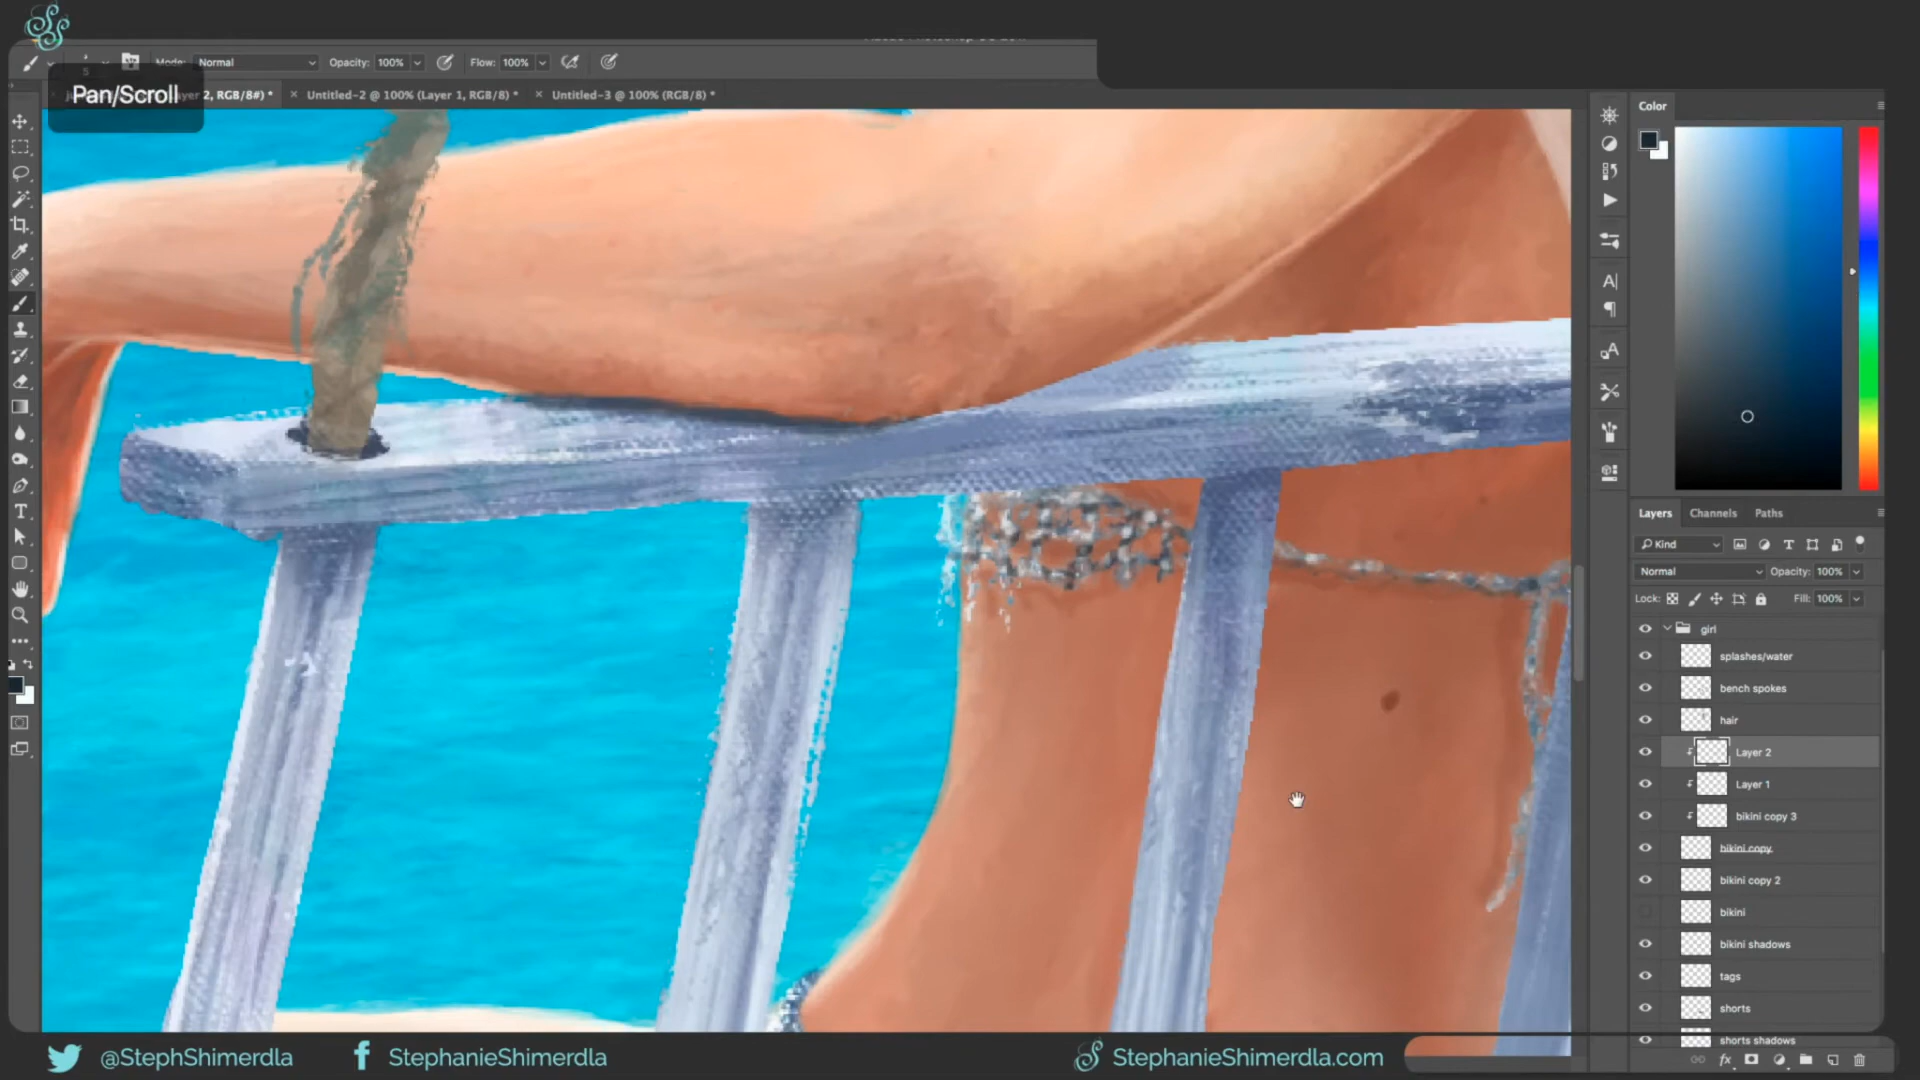 Mode: Normal Opacity: 100% Flow: 100%
5
Pan/Scroll
2, RGB/8#) * × Untitled-2 @ 100% (Layer 1, RGB/8) * × Untitled-3 @ 100% (RGB/8) *
Color
Layers Channels Paths
Kind
Normal Opacity: 100%
Lock: Fill: 100%
girl
splashes/water
bench spokes
hair
Layer 2
Layer 1
bikini copy 3
bikini copy
bikini copy 2
bikini
bikini shadows
tags
shorts
shorts shadows
@StephShimerdla StephanieShimerdla StephanieShimerdla.com